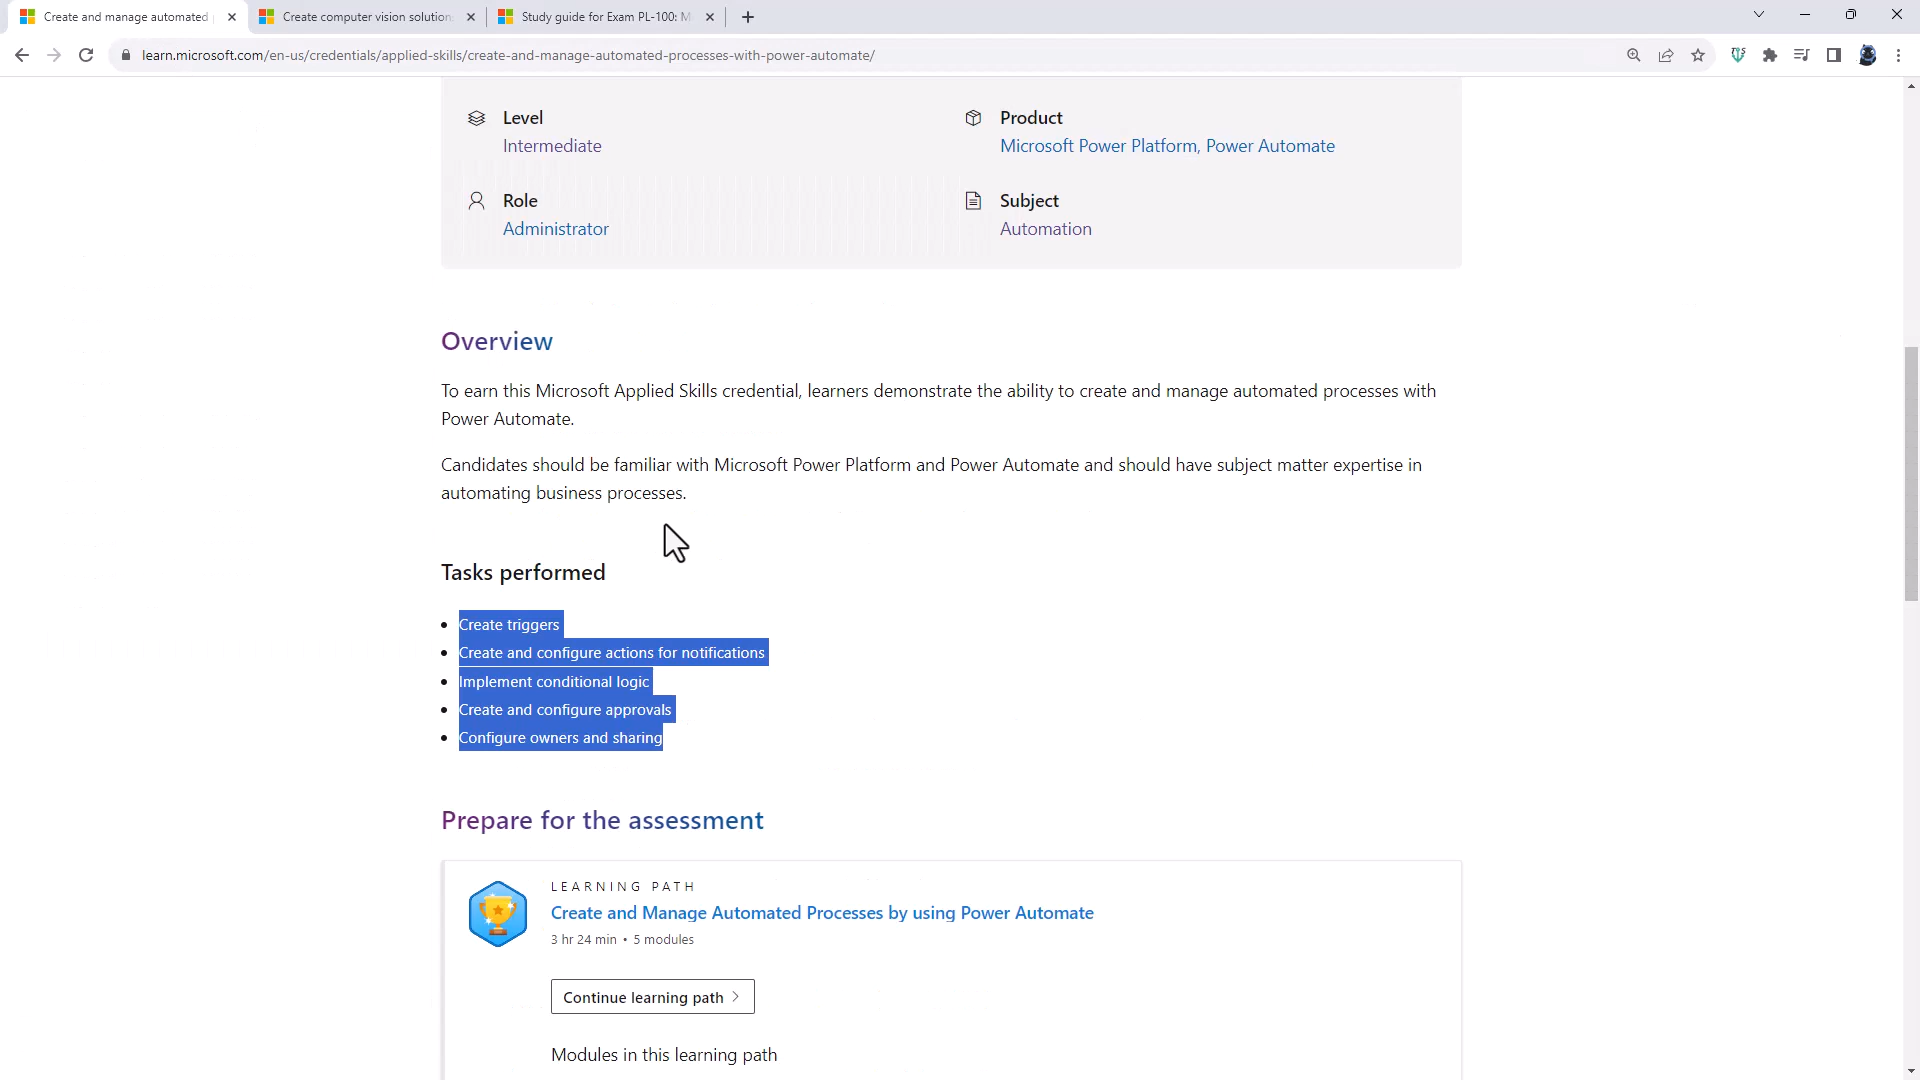 Create and manage automated
Create computer vision solution
Study guide for Exam PL-100: M
learn.microsoft.com/en-us/credentials/applied-skills/create-and-manage-automated-processes-with-power-automate/
Level
Intermediate
Product
Microsoft Power Platform, Power Automate
Role
Administrator
Subject
Automation
Overview
To earn this Microsoft Applied Skills credential, learners demonstrate the ability to create and manage automated processes with
Power Automate.
Candidates should be familiar with Microsoft Power Platform and Power Automate and should have subject matter expertise in
automating business processes.
Tasks performed
• Create triggers
• Create and configure actions for notifications
• Implement conditional logic
• Create and configure approvals
• Configure owners and sharing
Prepare for the assessment
LEARNING PATH
Create and Manage Automated Processes by using Power Automate
3 hr 24 min • 5 modules
Continue learning path
Modules in this learning path